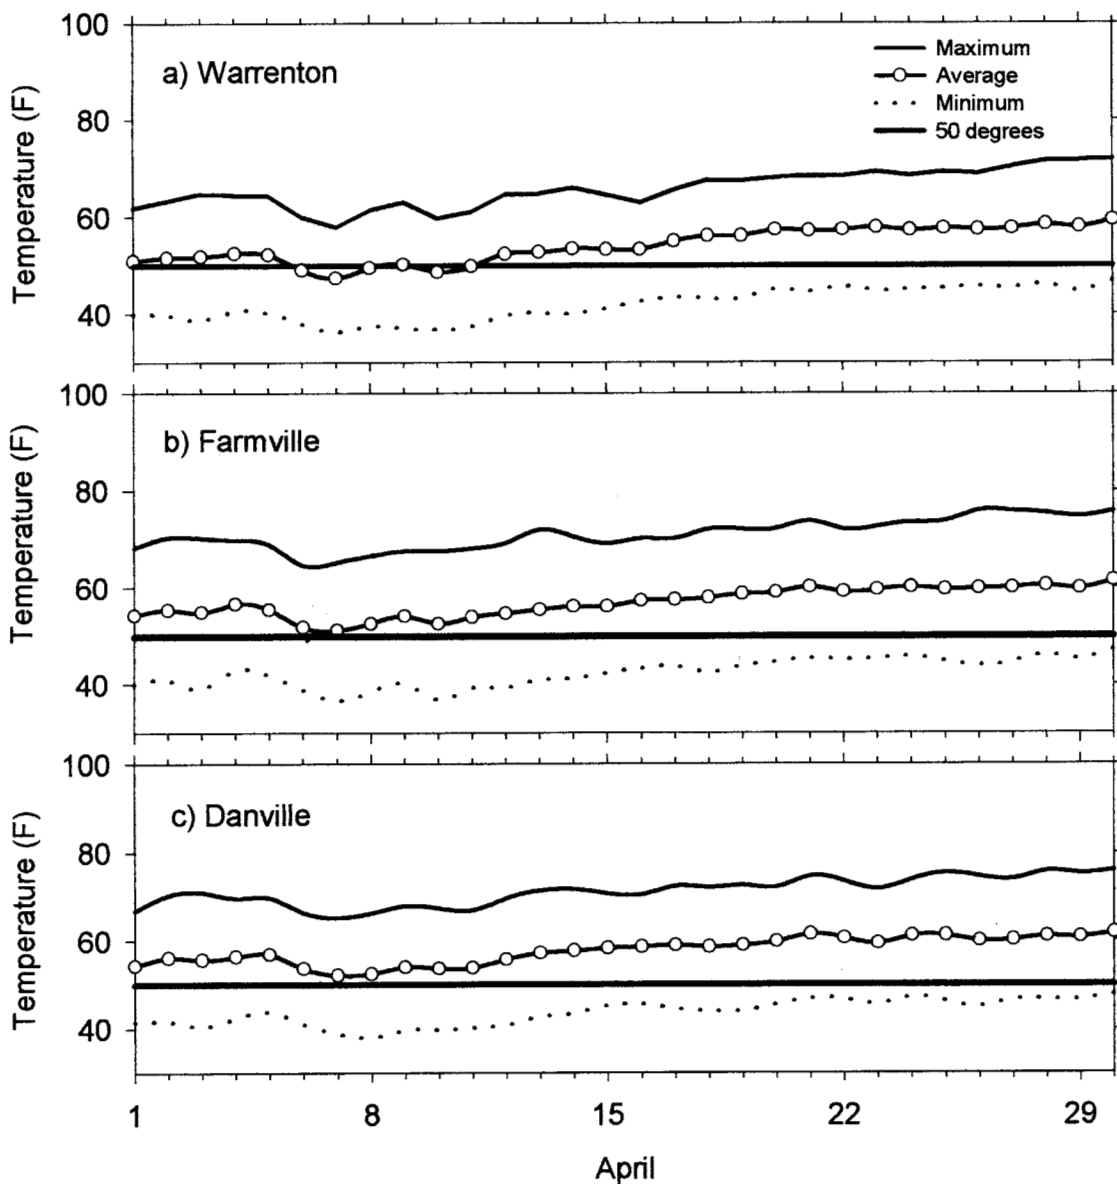 100
80
60
40
Temperature (F)
a) Warrenton
Maximum
Average
Minimum
50 degrees
100
80
60
40
Temperature (F)
b) Farmville
100
80
60
40
Temperature (F)
c) Danville
1 8 15 22 29
April